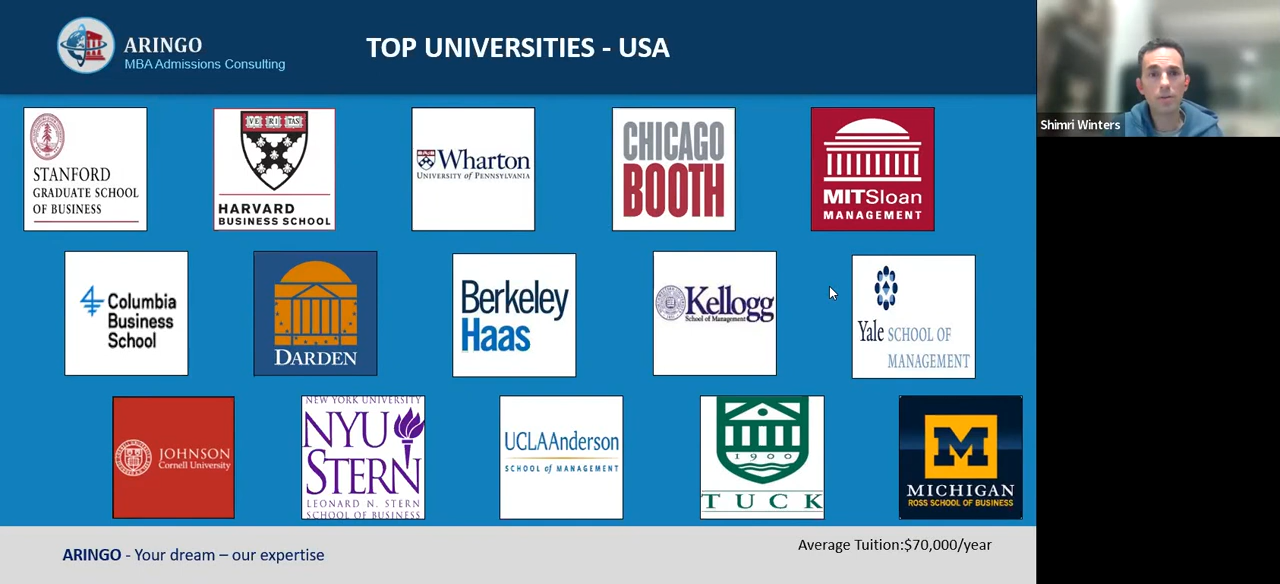 ARINGO
MBA Admissions Consulting
TOP UNIVERSITIES - USA
Shimri Winters
STANFORD
GRADUATE SCHOOL
OF BUSINESS
VE RI TAS
HARVARD
BUSINESS SCHOOL
Wharton
UNIVERSITY of PENNSYLVANIA
CHICAGO
BOOTH
MITSloan
MANAGEMENT
Columbia
Business
School
DARDEN
Berkeley
Haas
Kellogg
School of Management
Yale SCHOOL OF
MANAGEMENT
JOHNSON
Cornell University
NEW YORK UNIVERSITY
NYU
STERN
LEONARD N. STERN
SCHOOL OF BUSINESS
UCLAAnderson
SCHOOL of MANAGEMENT
1900
TUCK
M
MICHIGAN
ROSS SCHOOL OF BUSINESS
ARINGO - Your dream – our expertise
Average Tuition:$70,000/year